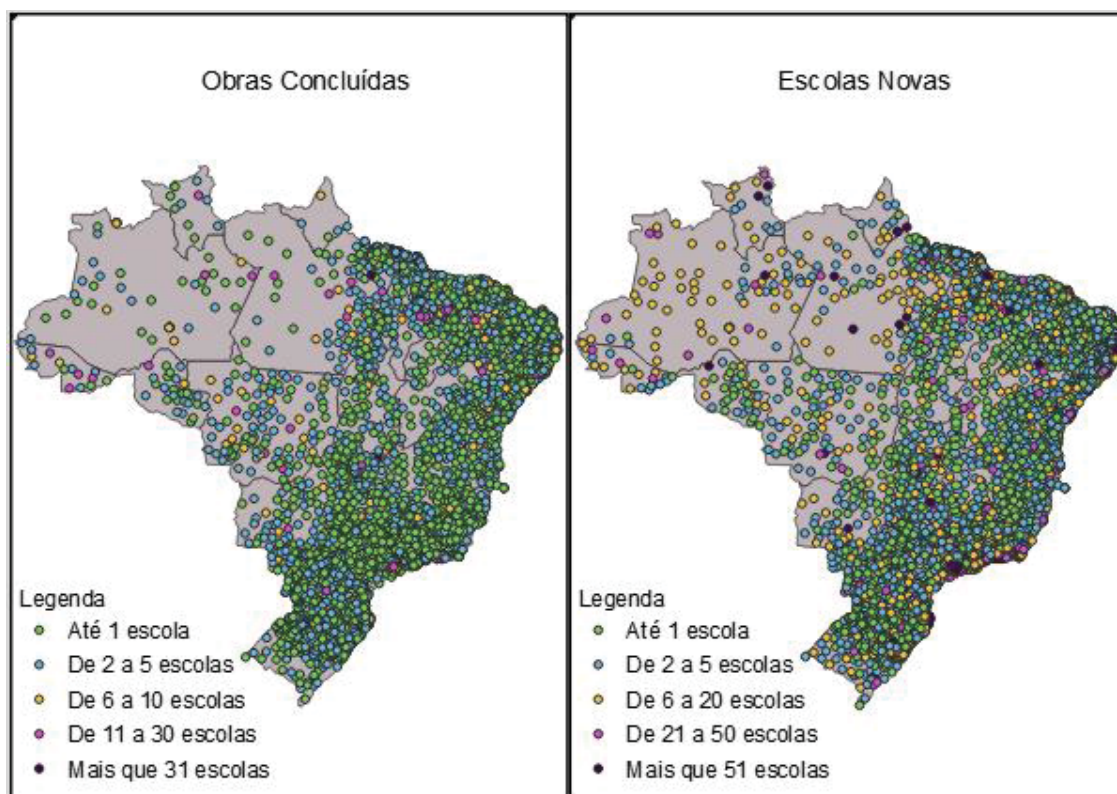 Obras Concluídas
Legenda
Até 1 escola
De 2 a 5 escolas
De 6 a 10 escolas
De 11 a 30 escolas
Mais que 31 escolas
Escolas Novas
Legenda
Até 1 escola
De 2 a 5 escolas
De 6 a 20 escolas
De 21 a 50 escolas
Mais que 51 escolas